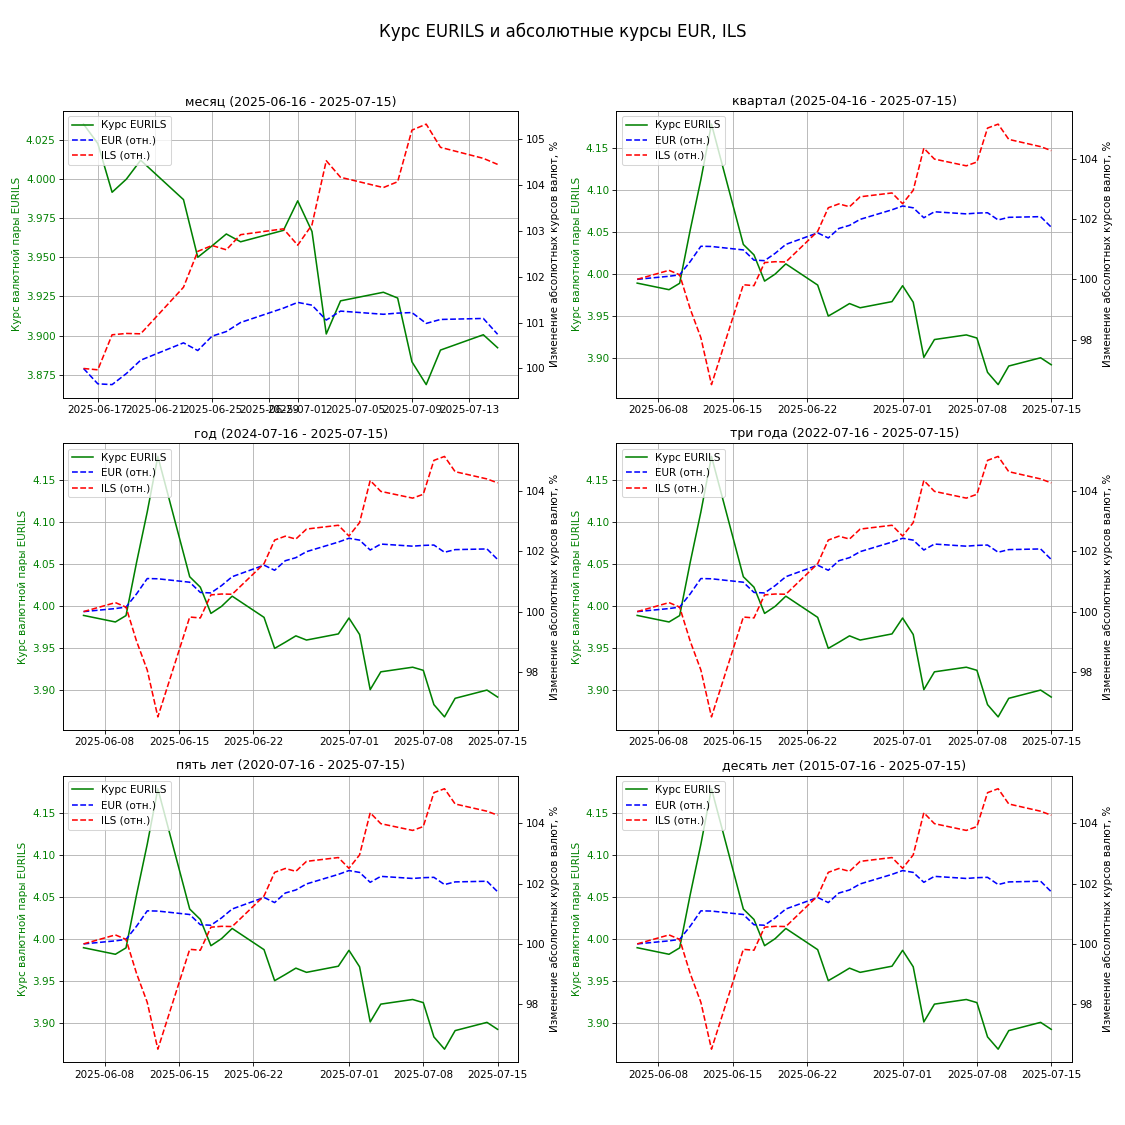 Курс EURILS и абсолютные курсы EUR, ILS
месяц (2025-06-16 - 2025-07-15)
Курс EURILS
EUR (отн.)
ILS (отн.)
Курс валютной пары EURILS
4.025
4.000
3.975
3.950
3.925
3.900
3.875
Изменение абсолютных курсов валют, %
105
104
103
102
101
100
2025-06-17 2025-06-21 2025-06-25 2025-06-29 2025-07-01 2025-07-05 2025-07-09 2025-07-13
квартал (2025-04-16 - 2025-07-15)
Курс EURILS
EUR (отн.)
ILS (отн.)
Курс валютной пары EURILS
4.15
4.10
4.05
4.00
3.95
3.90
Изменение абсолютных курсов валют, %
104
102
100
98
2025-06-08 2025-06-15 2025-06-22 2025-07-01 2025-07-08 2025-07-15
год (2024-07-16 - 2025-07-15)
Курс EURILS
EUR (отн.)
ILS (отн.)
Курс валютной пары EURILS
4.15
4.10
4.05
4.00
3.95
3.90
Изменение абсолютных курсов валют, %
104
102
100
98
2025-06-08 2025-06-15 2025-06-22 2025-07-01 2025-07-08 2025-07-15
три года (2022-07-16 - 2025-07-15)
Курс EURILS
EUR (отн.)
ILS (отн.)
Курс валютной пары EURILS
4.15
4.10
4.05
4.00
3.95
3.90
Изменение абсолютных курсов валют, %
104
102
100
98
2025-06-08 2025-06-15 2025-06-22 2025-07-01 2025-07-08 2025-07-15
пять лет (2020-07-16 - 2025-07-15)
Курс EURILS
EUR (отн.)
ILS (отн.)
Курс валютной пары EURILS
4.15
4.10
4.05
4.00
3.95
3.90
Изменение абсолютных курсов валют, %
104
102
100
98
2025-06-08 2025-06-15 2025-06-22 2025-07-01 2025-07-08 2025-07-15
десять лет (2015-07-16 - 2025-07-15)
Курс EURILS
EUR (отн.)
ILS (отн.)
Курс валютной пары EURILS
4.15
4.10
4.05
4.00
3.95
3.90
Изменение абсолютных курсов валют, %
104
102
100
98
2025-06-08 2025-06-15 2025-06-22 2025-07-01 2025-07-08 2025-07-15